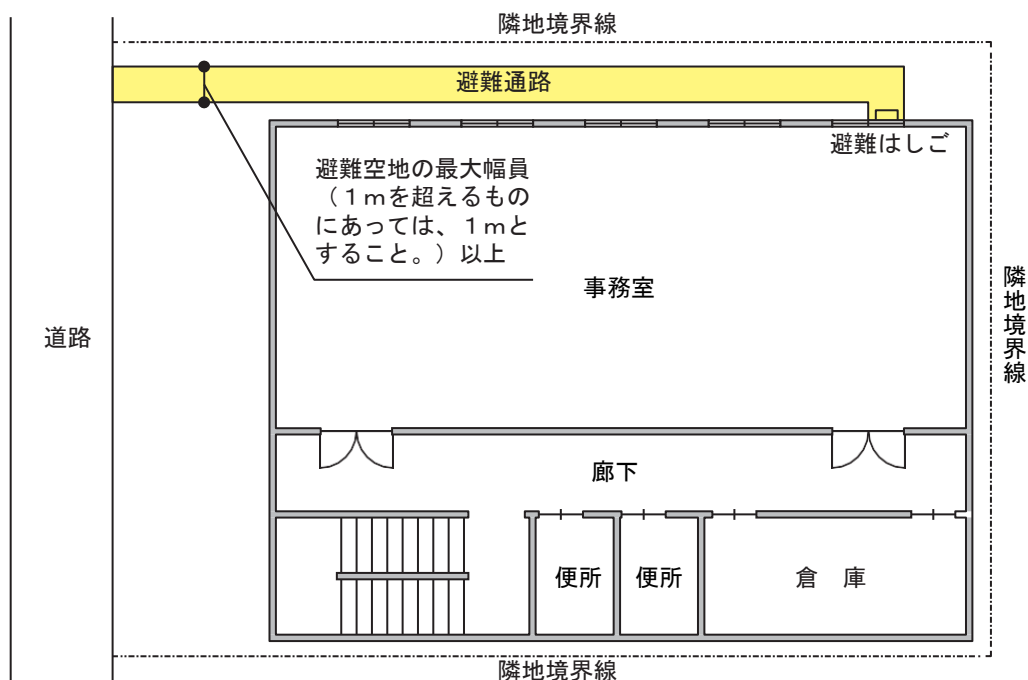 隣地境界線
避難通路
避難はしご
避難空地の最大幅員
（１ｍを超えるもの
にあっては、１ｍと
すること。）以上
事務室
隣地境界線
道路
廊下
便所
便所
倉　庫
隣地境界線